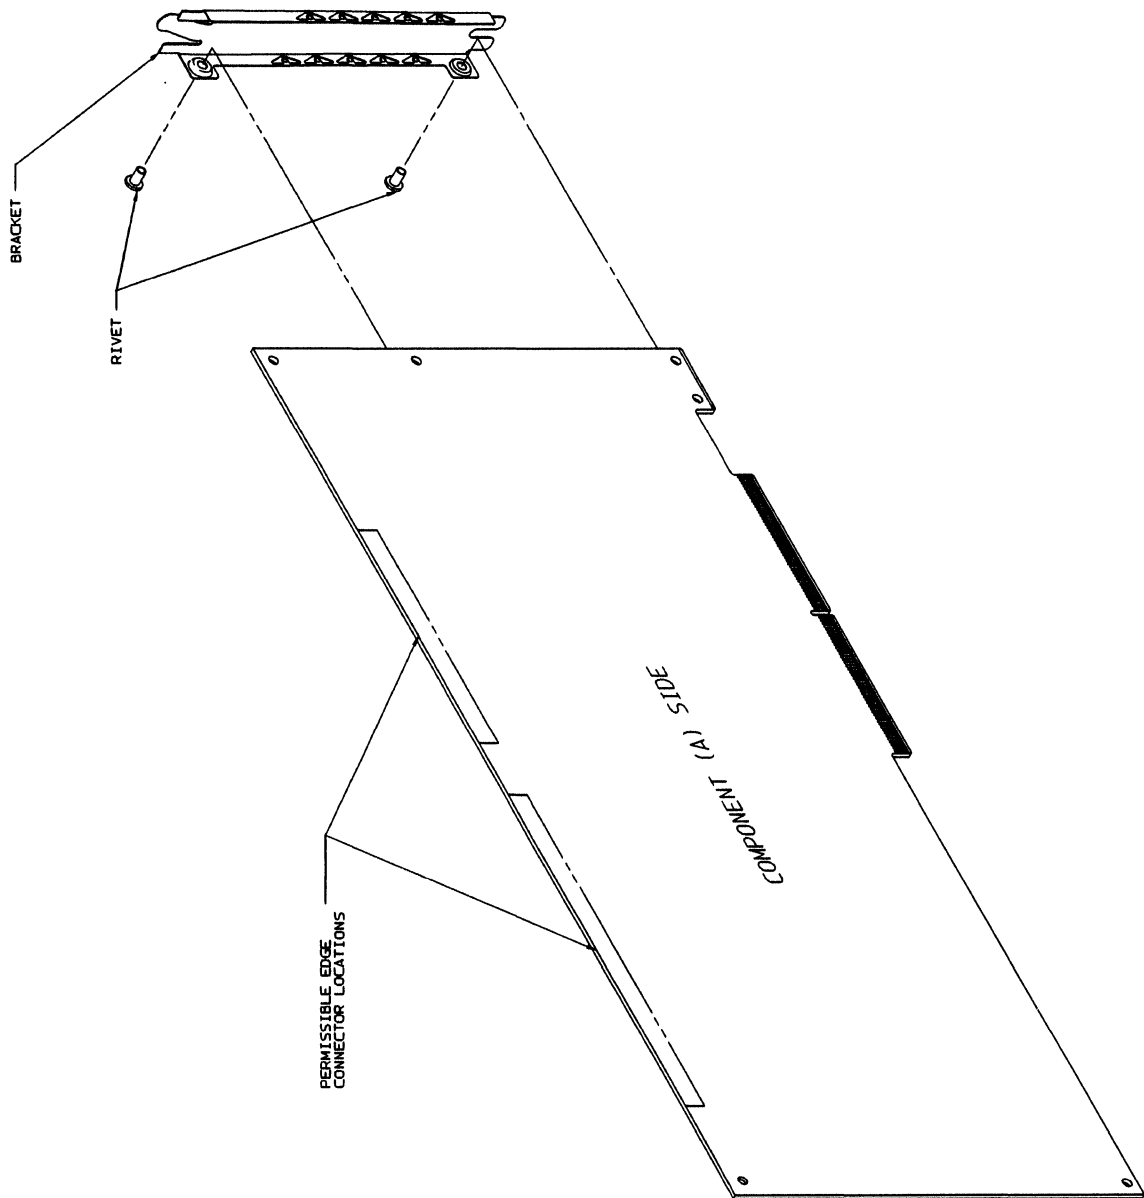 BRACKET
RIVET
PERMISSIBLE EDGE
CONNECTOR LOCATIONS
COMPONENT (A) SIDE